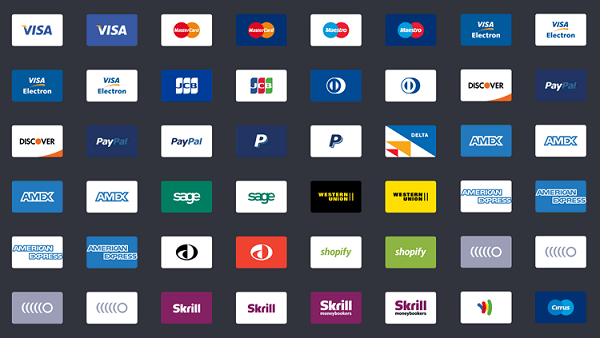 VISA
VISA
MasterCard
MasterCard
Maestro
Maestro
VISA
Electron
VISA
Electron
VISA
Electron
VISA
Electron
JCB
JCB
DISCOVER
PayPal
DISCOVER
PayPal
PayPal
P
P
DELTA
AMEX
AMEX
AMEX
AMEX
sage
sage
WESTERN
UNION
WESTERN
UNION
AMERICAN
EXPRESS
AMERICAN
EXPRESS
AMERICAN
EXPRESS
AMERICAN
EXPRESS
shopify
shopify
Skrill
Skrill
Skrill
moneybookers
Skrill
moneybookers
Cirrus